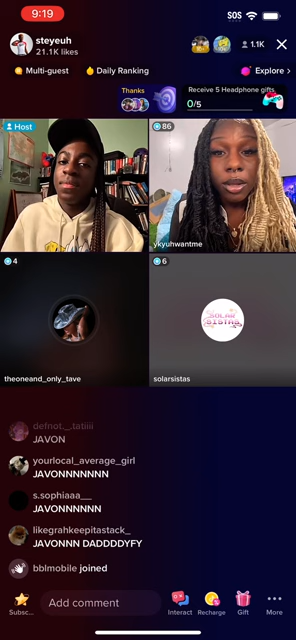 9:19
SOS
steyeuh
21.1K likes
1.1K
Multi-guest
Daily Ranking
Explore >
Thanks
Receive 5 Headphone gifts
0/5
Host
86
ykyuhwantme
4
6
SOLAR
SISTAS
theoneand_only_tave
solarsistas
defnot._.tatiiii
JAVON
yourlocal_average_girl
JAVONNNNNNN
s.sophiaaa__
JAVONNNNNN
likegrahkeepitastack_
JAVONNN DADDDDYFY
bblmobile joined
Add comment
Subsc...
Interact
Recharge
Gift
More